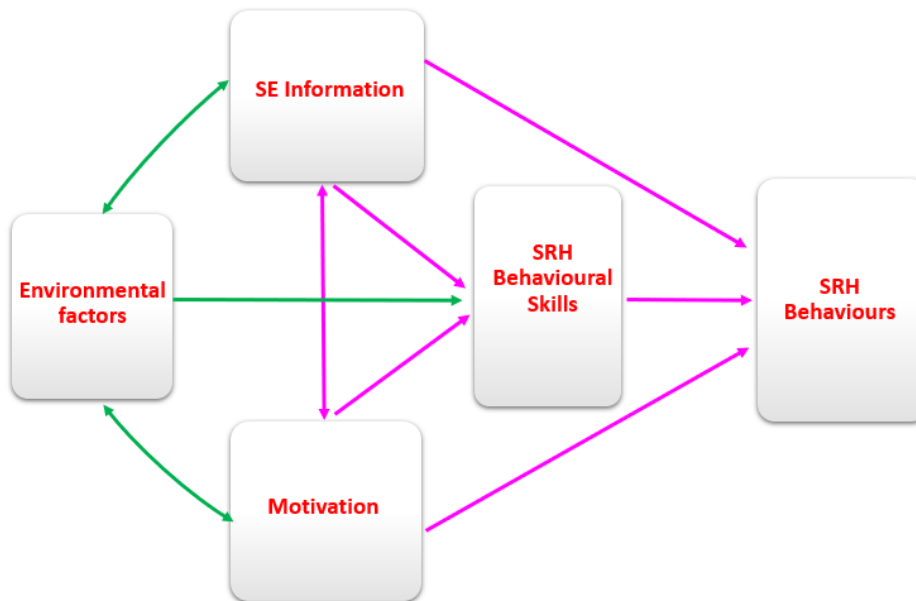 SE Information
Environmental
factors
SRH
Behavioural
Skills
SRH
Behaviours
Motivation